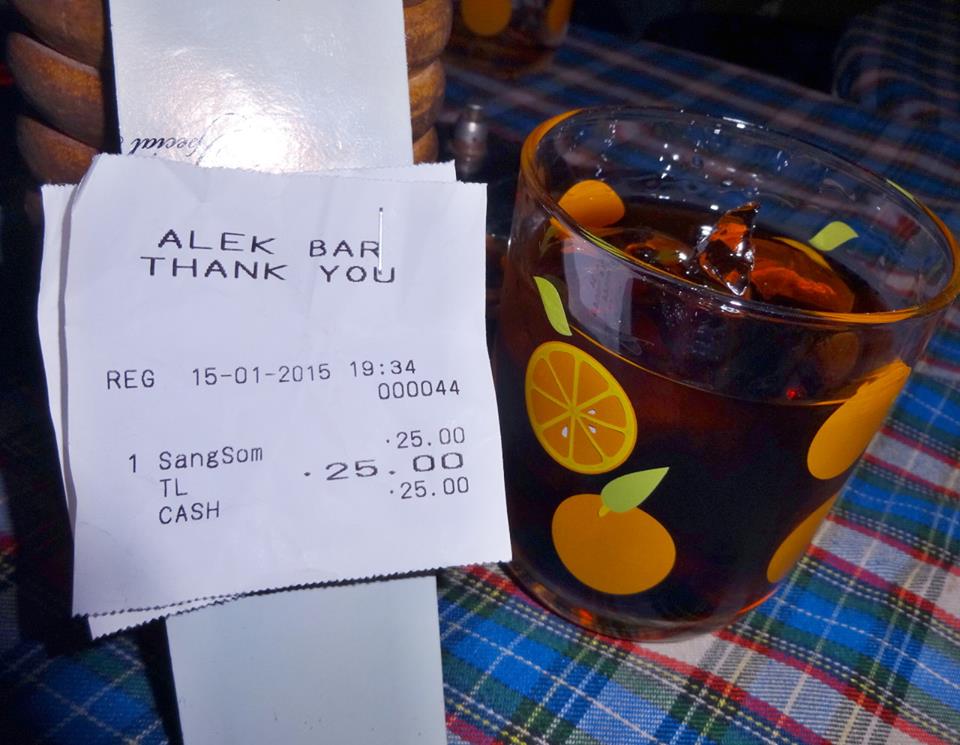 Special
ALEK BAR
THANK YOU
REG 15-01-2015 19:34
000044
1 SangSom ·25.00
TL ·25.00
CASH ·25.00